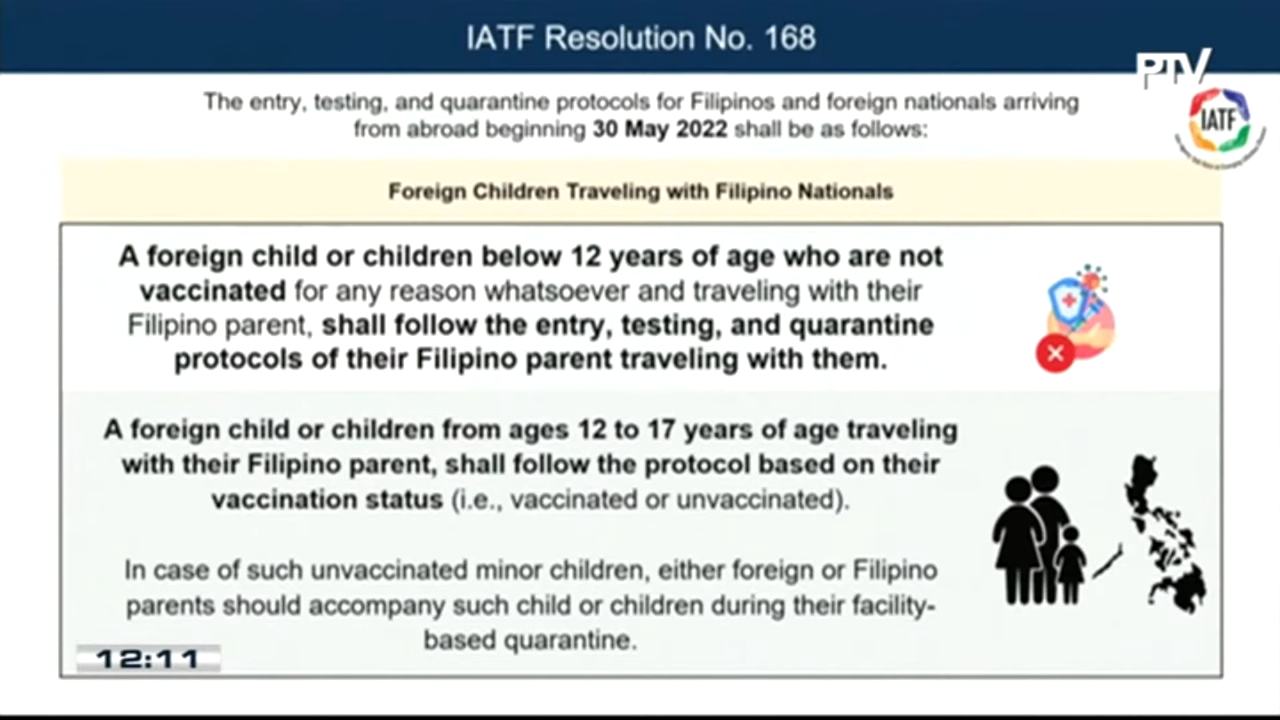 IATF Resolution No. 168
PTV
The entry, testing, and quarantine protocols for Filipinos and foreign nationals arriving
from abroad beginning 30 May 2022 shall be as follows:
IATF
Foreign Children Traveling with Filipino Nationals
A foreign child or children below 12 years of age who are not
vaccinated for any reason whatsoever and traveling with their
Filipino parent, shall follow the entry, testing, and quarantine
protocols of their Filipino parent traveling with them.
A foreign child or children from ages 12 to 17 years of age traveling
with their Filipino parent, shall follow the protocol based on their
vaccination status (i.e., vaccinated or unvaccinated).
In case of such unvaccinated minor children, either foreign or Filipino
parents should accompany such child or children during their facility-
based quarantine.
12:11